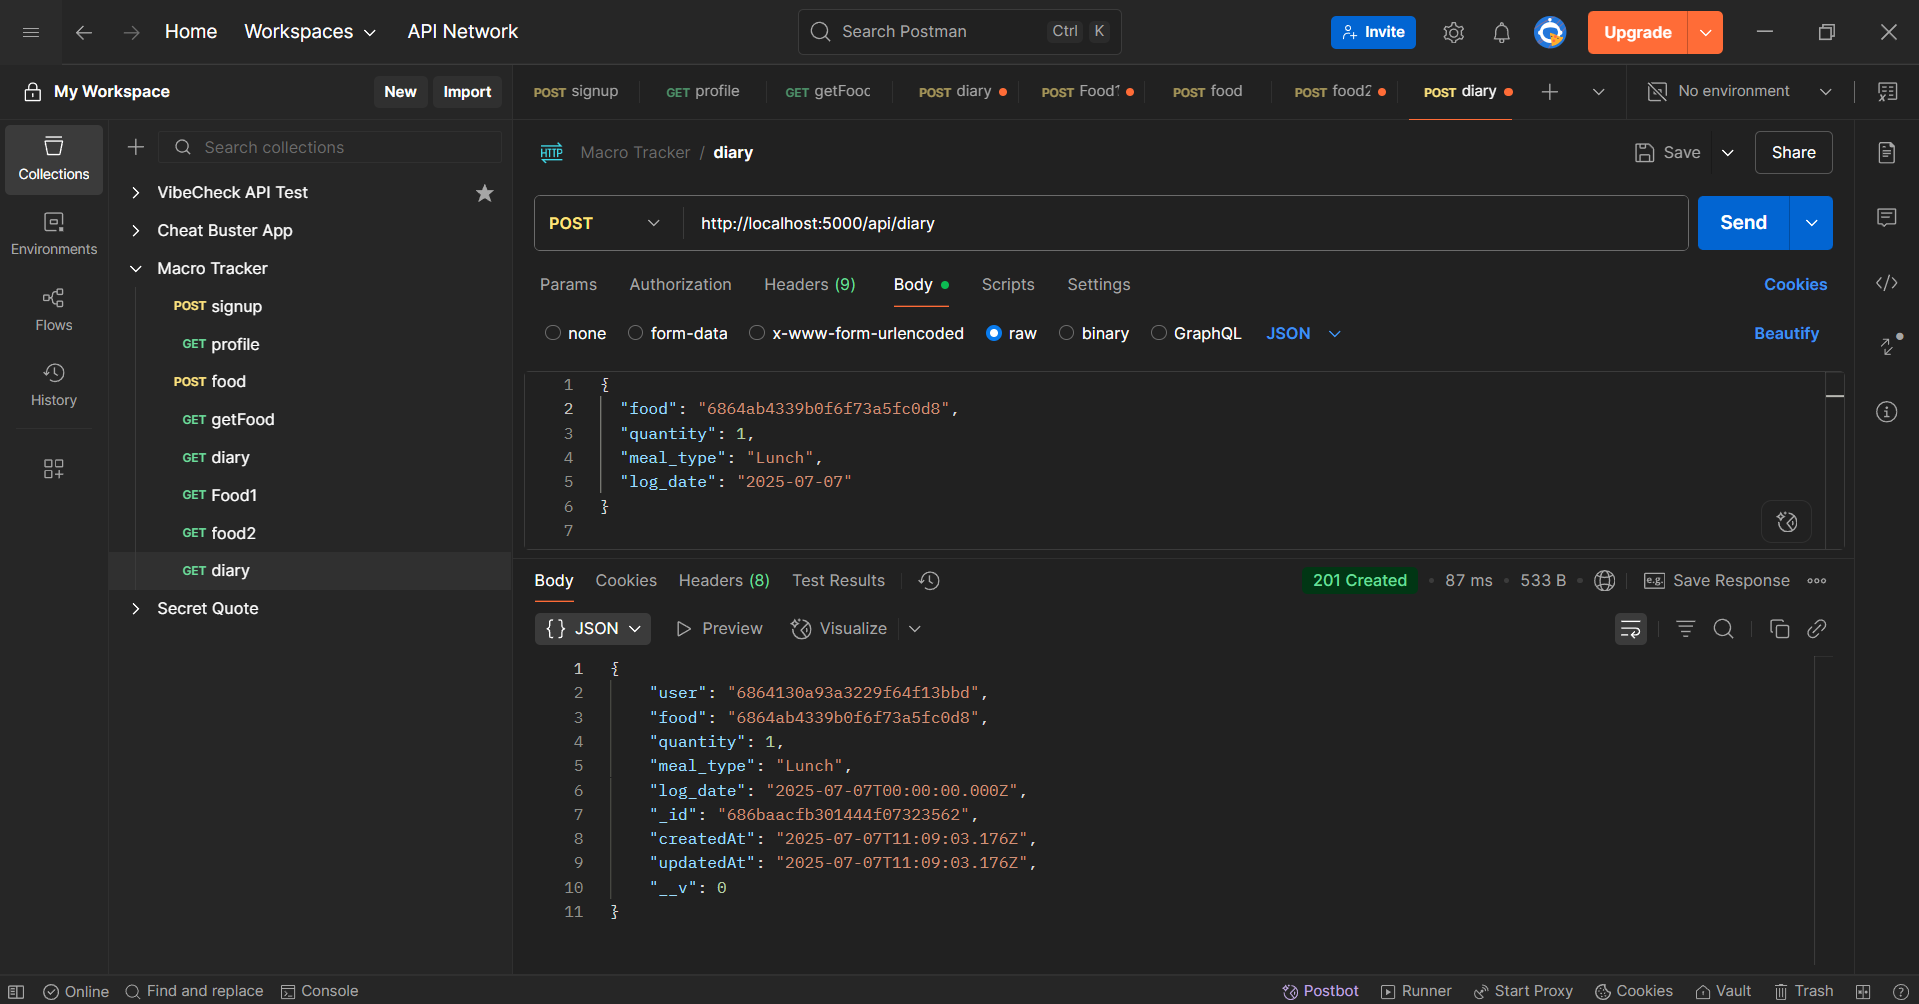 Home Workspaces API Network Search Postman Ctrl K Invite Upgrade
My Workspace New Import POST signup GET profile GET getFood POST diary POST Food1 POST food POST food2 POST diary No environment
Collections
Environments
Flows
History
Search collections
VibeCheck API Test
Cheat Buster App
Macro Tracker
POST signup
GET profile
POST food
GET getFood
GET diary
GET Food1
GET food2
GET diary
Secret Quote
HTTP Macro Tracker / diary Save Share
POST http://localhost:5000/api/diary Send
Params Authorization Headers (9) Body Scripts Settings Cookies
none form-data x-www-form-urlencoded raw binary GraphQL JSON Beautify
1 {
2 "food": "6864ab4339b0f6f73a5fc0d8",
3 "quantity": 1,
4 "meal_type": "Lunch",
5 "log_date": "2025-07-07"
6 }
7
Body Cookies Headers (8) Test Results 201 Created • 87 ms • 533 B • e.g. Save Response
{} JSON Preview Visualize
1 {
2 "user": "6864130a93a3229f64f13bbd",
3 "food": "6864ab4339b0f6f73a5fc0d8",
4 "quantity": 1,
5 "meal_type": "Lunch",
6 "log_date": "2025-07-07T00:00:00.000Z",
7 "_id": "686baacfb301444f07323562",
8 "createdAt": "2025-07-07T11:09:03.176Z",
9 "updatedAt": "2025-07-07T11:09:03.176Z",
10 "__v": 0
11 }
Online Find and replace Console Postbot Runner Start Proxy Cookies Vault Trash